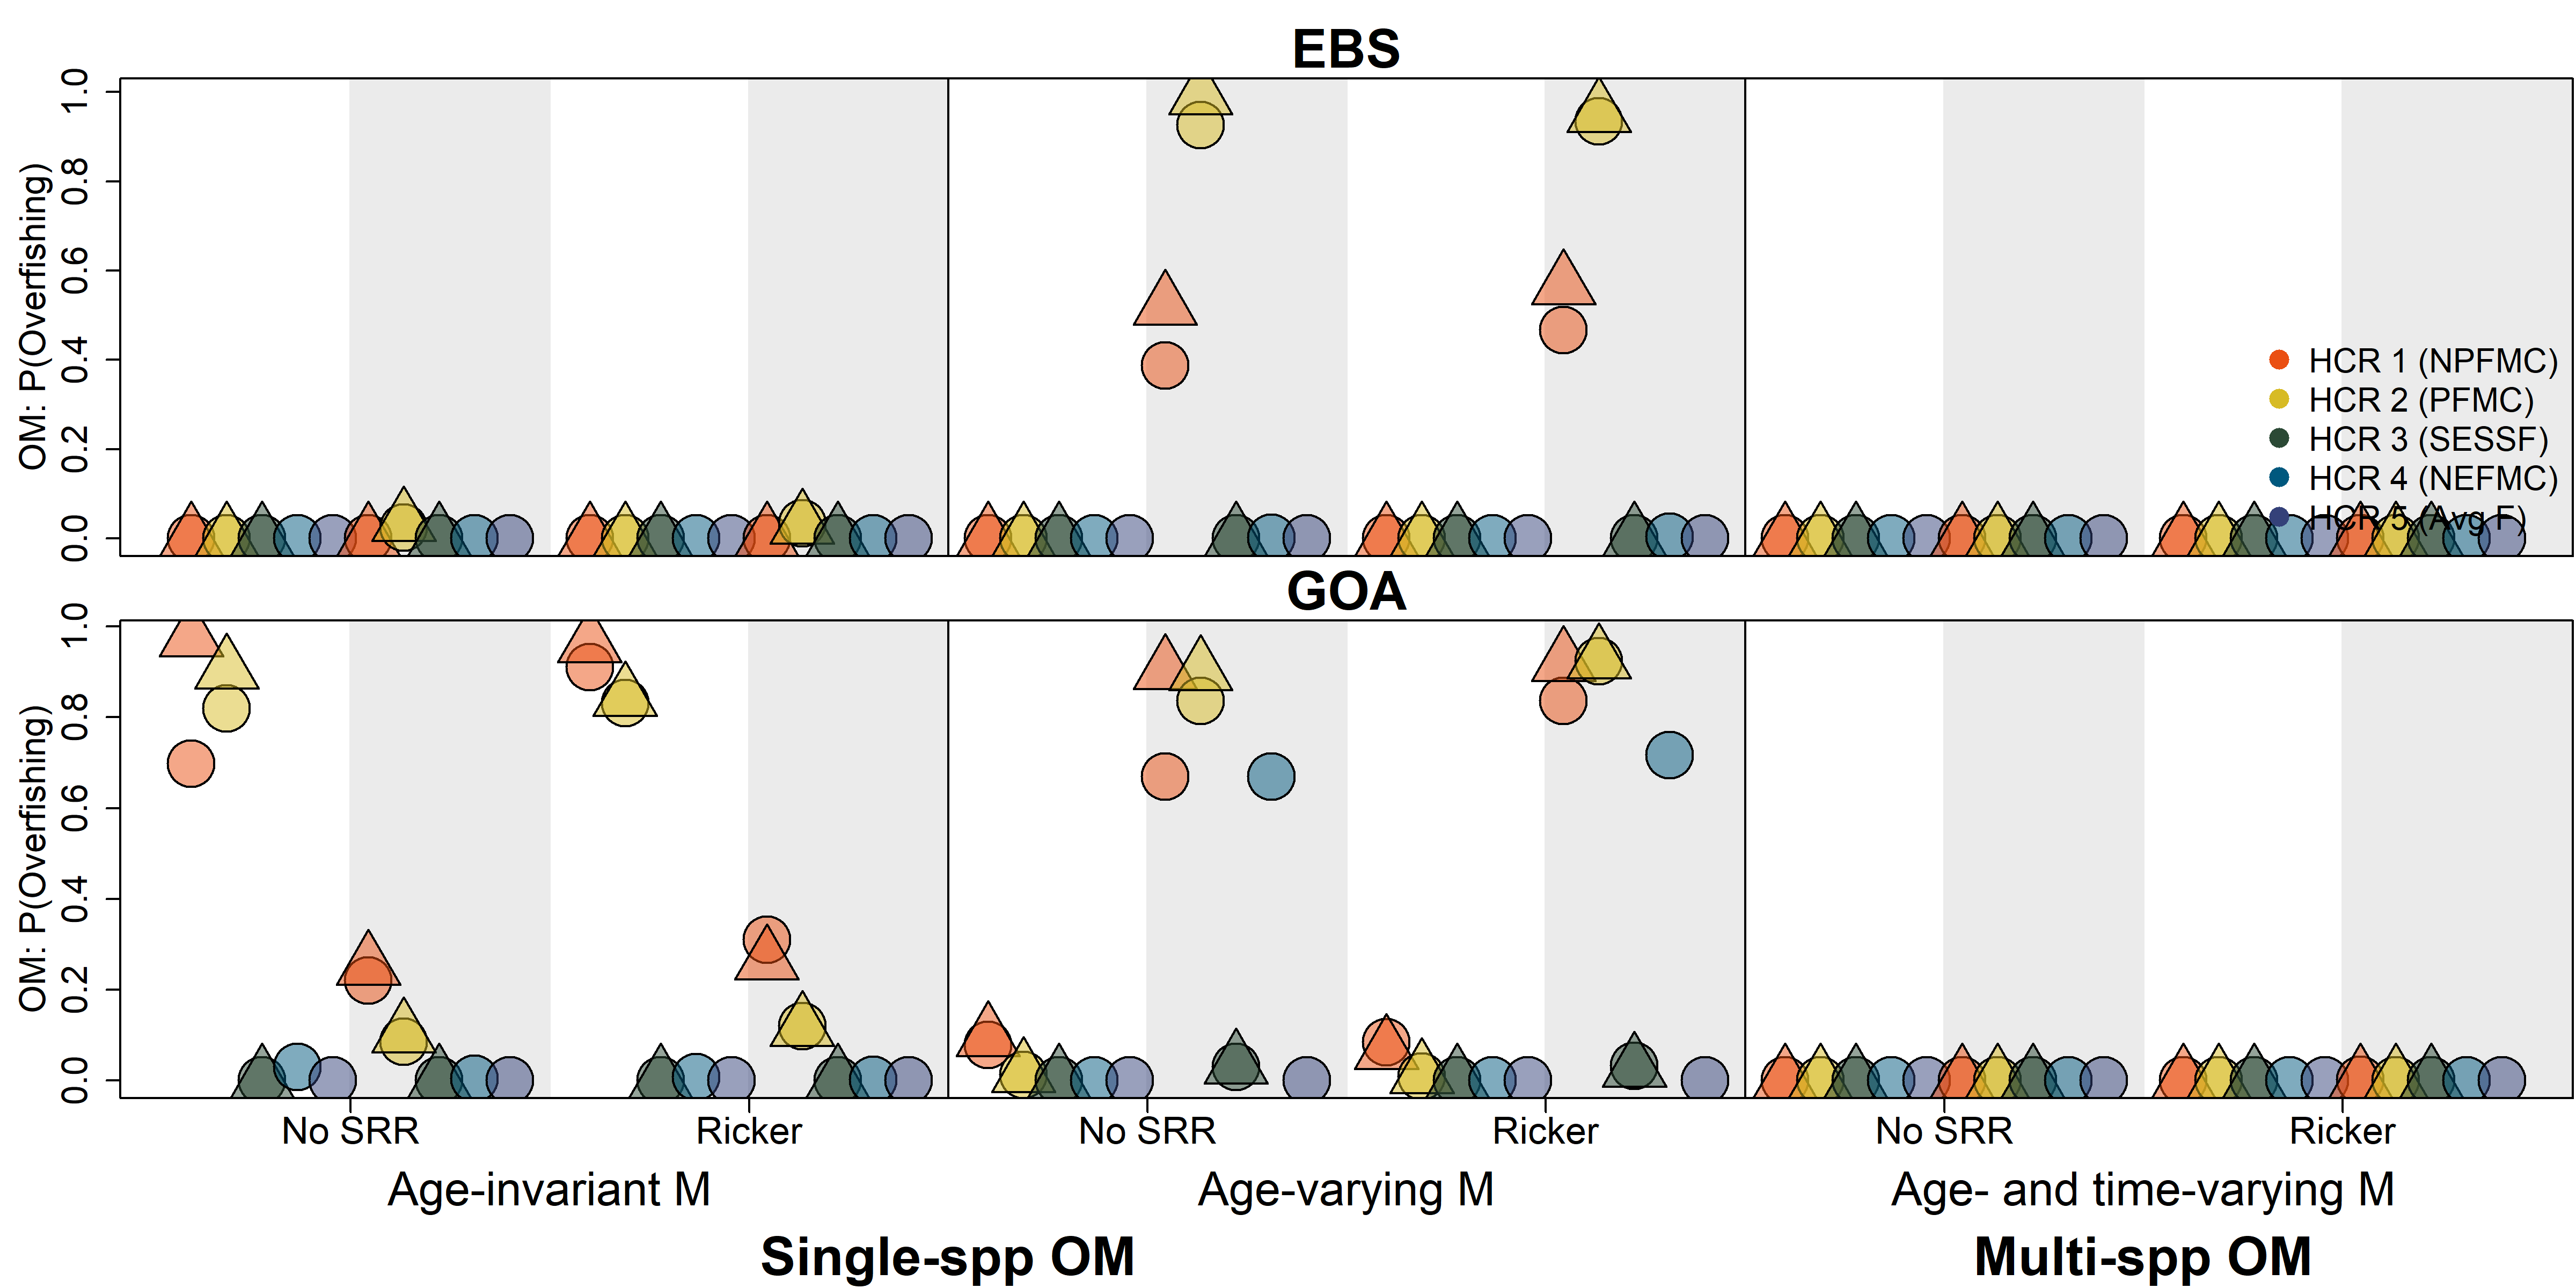 EBS
OM: P(Overfishing)
1.0
0.8
0.6
0.4
0.2
0.0
HCR 1 (NPFMC)
HCR 2 (PFMC)
HCR 3 (SESSF)
HCR 4 (NEFMC)
HCR 5 (Avg F)
GOA
OM: P(Overfishing)
1.0
0.8
0.6
0.4
0.2
0.0
No SRR Ricker No SRR Ricker No SRR Ricker
Age-invariant M Age-varying M Age- and time-varying M
Single-spp OM Multi-spp OM